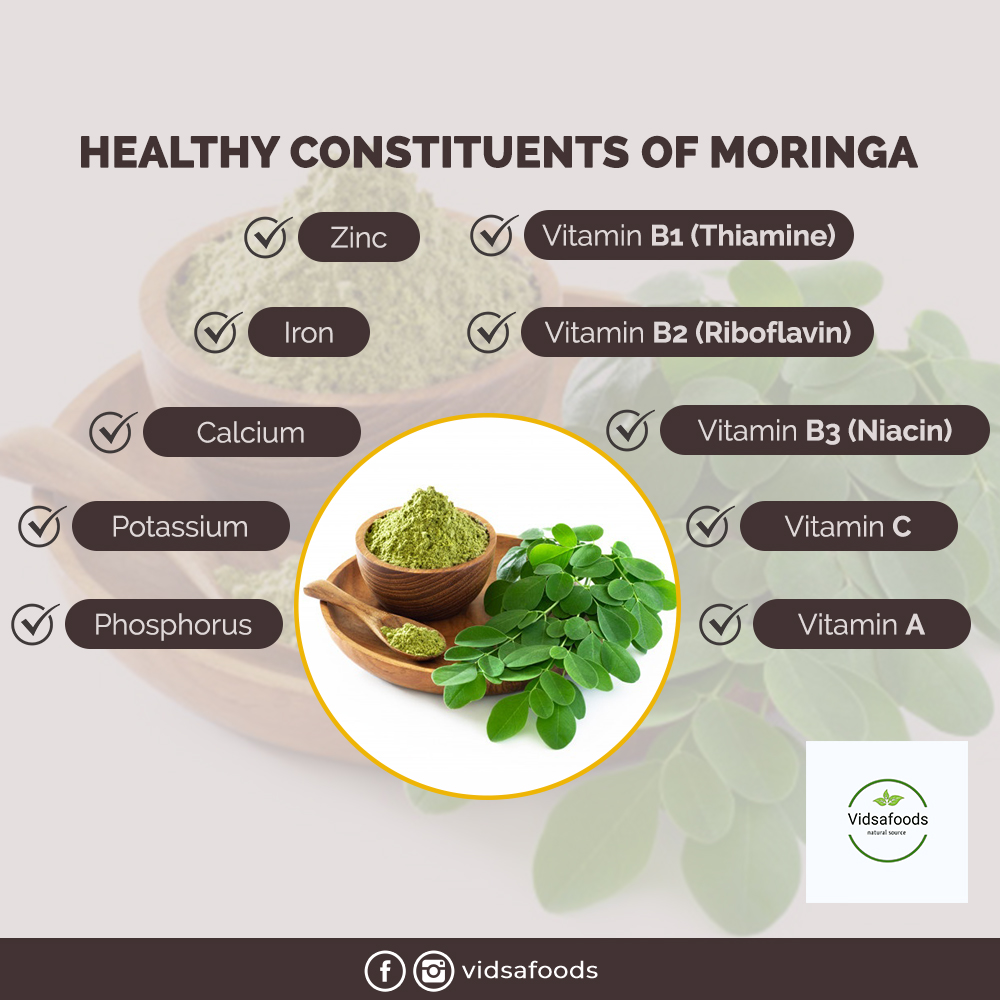 HEALTHY CONSTITUENTS OF MORINGA
Zinc
Vitamin B1 (Thiamine)
Iron
Vitamin B2 (Riboflavin)
Calcium
Vitamin B3 (Niacin)
Potassium
Vitamin C
Phosphorus
Vitamin A
Vidsafoods
natural source
vidsafoods